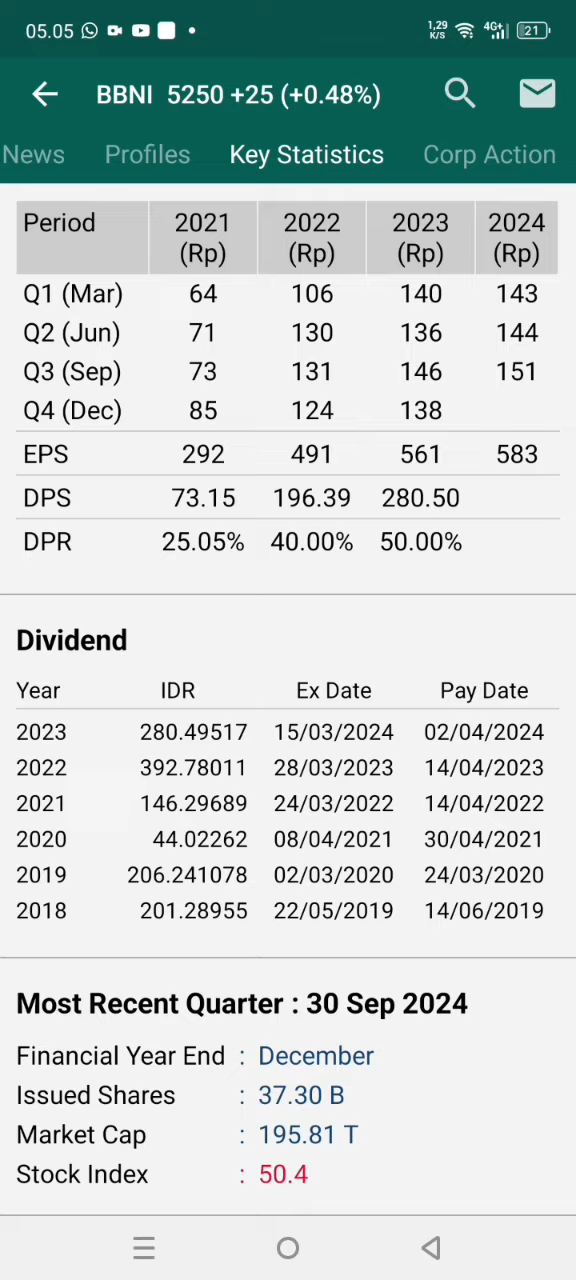 05.05 1,29 K/S 4G+ 21
BBNI 5250 +25 (+0.48%)
News Profiles Key Statistics Corp Action
Period 2021 (Rp) 2022 (Rp) 2023 (Rp) 2024 (Rp)
Q1 (Mar) 64 106 140 143
Q2 (Jun) 71 130 136 144
Q3 (Sep) 73 131 146 151
Q4 (Dec) 85 124 138
EPS 292 491 561 583
DPS 73.15 196.39 280.50
DPR 25.05% 40.00% 50.00%
Dividend
Year IDR Ex Date Pay Date
2023 280.49517 15/03/2024 02/04/2024
2022 392.78011 28/03/2023 14/04/2023
2021 146.29689 24/03/2022 14/04/2022
2020 44.02262 08/04/2021 30/04/2021
2019 206.241078 02/03/2020 24/03/2020
2018 201.28955 22/05/2019 14/06/2019
Most Recent Quarter : 30 Sep 2024
Financial Year End : December
Issued Shares : 37.30 B
Market Cap : 195.81 T
Stock Index : 50.4